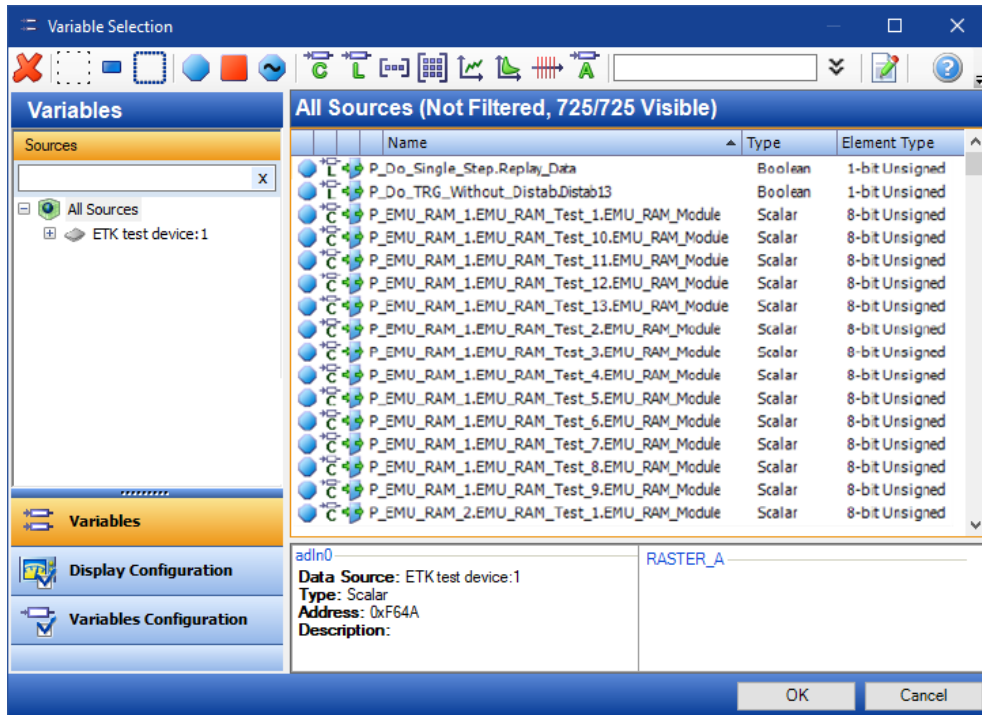 Variable Selection
Variables
All Sources (Not Filtered, 725/725 Visible)
Sources
x
All Sources
ETK test device:1
Name Type Element Type
P_Do_Single_Step.Replay_Data Boolean 1-bit Unsigned
P_Do_TRG_Without_Distab.Distab13 Boolean 1-bit Unsigned
P_EMU_RAM_1.EMU_RAM_Test_1.EMU_RAM_Module Scalar 8-bit Unsigned
P_EMU_RAM_1.EMU_RAM_Test_10.EMU_RAM_Module Scalar 8-bit Unsigned
P_EMU_RAM_1.EMU_RAM_Test_11.EMU_RAM_Module Scalar 8-bit Unsigned
P_EMU_RAM_1.EMU_RAM_Test_12.EMU_RAM_Module Scalar 8-bit Unsigned
P_EMU_RAM_1.EMU_RAM_Test_13.EMU_RAM_Module Scalar 8-bit Unsigned
P_EMU_RAM_1.EMU_RAM_Test_2.EMU_RAM_Module Scalar 8-bit Unsigned
P_EMU_RAM_1.EMU_RAM_Test_3.EMU_RAM_Module Scalar 8-bit Unsigned
P_EMU_RAM_1.EMU_RAM_Test_4.EMU_RAM_Module Scalar 8-bit Unsigned
P_EMU_RAM_1.EMU_RAM_Test_5.EMU_RAM_Module Scalar 8-bit Unsigned
P_EMU_RAM_1.EMU_RAM_Test_6.EMU_RAM_Module Scalar 8-bit Unsigned
P_EMU_RAM_1.EMU_RAM_Test_7.EMU_RAM_Module Scalar 8-bit Unsigned
P_EMU_RAM_1.EMU_RAM_Test_8.EMU_RAM_Module Scalar 8-bit Unsigned
P_EMU_RAM_1.EMU_RAM_Test_9.EMU_RAM_Module Scalar 8-bit Unsigned
P_EMU_RAM_2.EMU_RAM_Test_1.EMU_RAM_Module Scalar 8-bit Unsigned
Variables
Display Configuration
Variables Configuration
adIn0
Data Source: ETK test device:1
Type: Scalar
Address: 0xF64A
Description:
RASTER_A
OK
Cancel